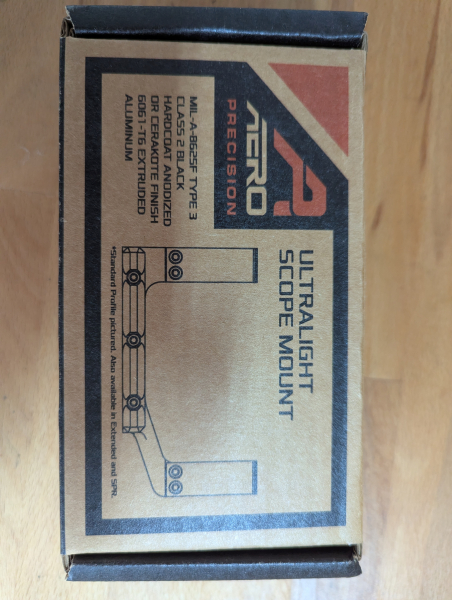 AERO
PRECISION
ULTRALIGHT
SCOPE MOUNT
MIL-A-8625F TYPE 3
CLASS 2 BLACK
HARDCOAT ANODIZED
OR CERAKOTE FINISH
6061-T6 EXTRUDED
ALUMINUM
*Standard Profile pictured. Also available in Extended and SPR.